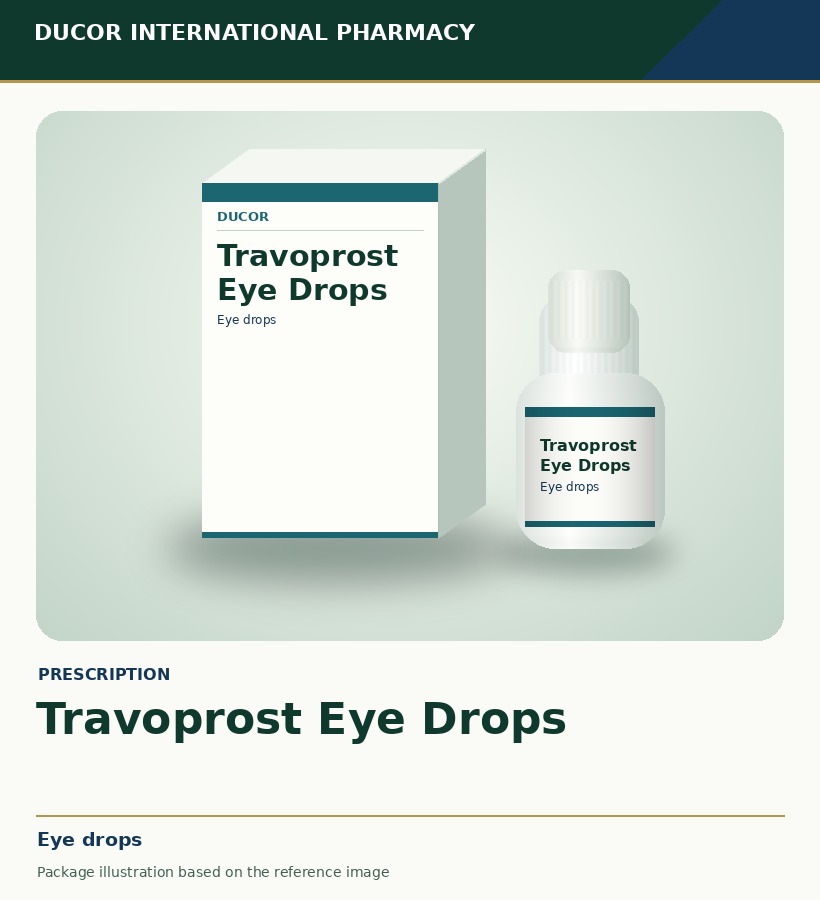 DUCOR INTERNATIONAL PHARMACY
DUCOR
Travoprost
Eye Drops
Eye drops
Travoprost
Eye Drops
Eye drops
PRESCRIPTION
Travoprost Eye Drops
Eye drops
Package illustration based on the reference image